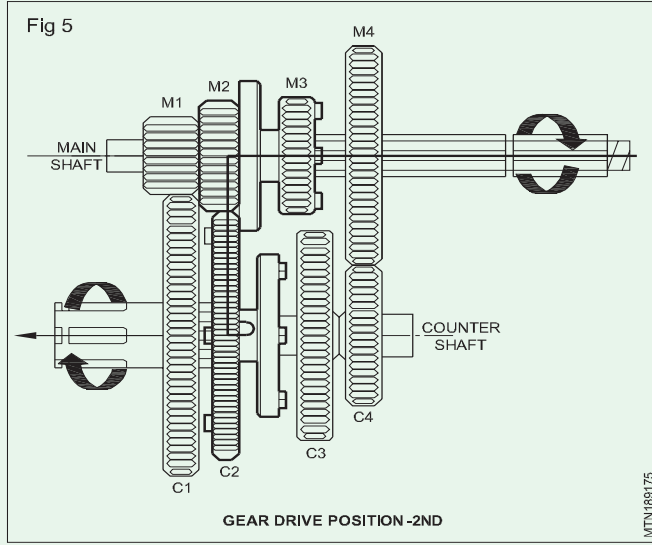 Fig 5
M4
M3
M2
M1
MAIN
SHAFT
COUNTER
SHAFT
C4
C3
C2
C1
GEAR DRIVE POSITION -2ND
MTN189175